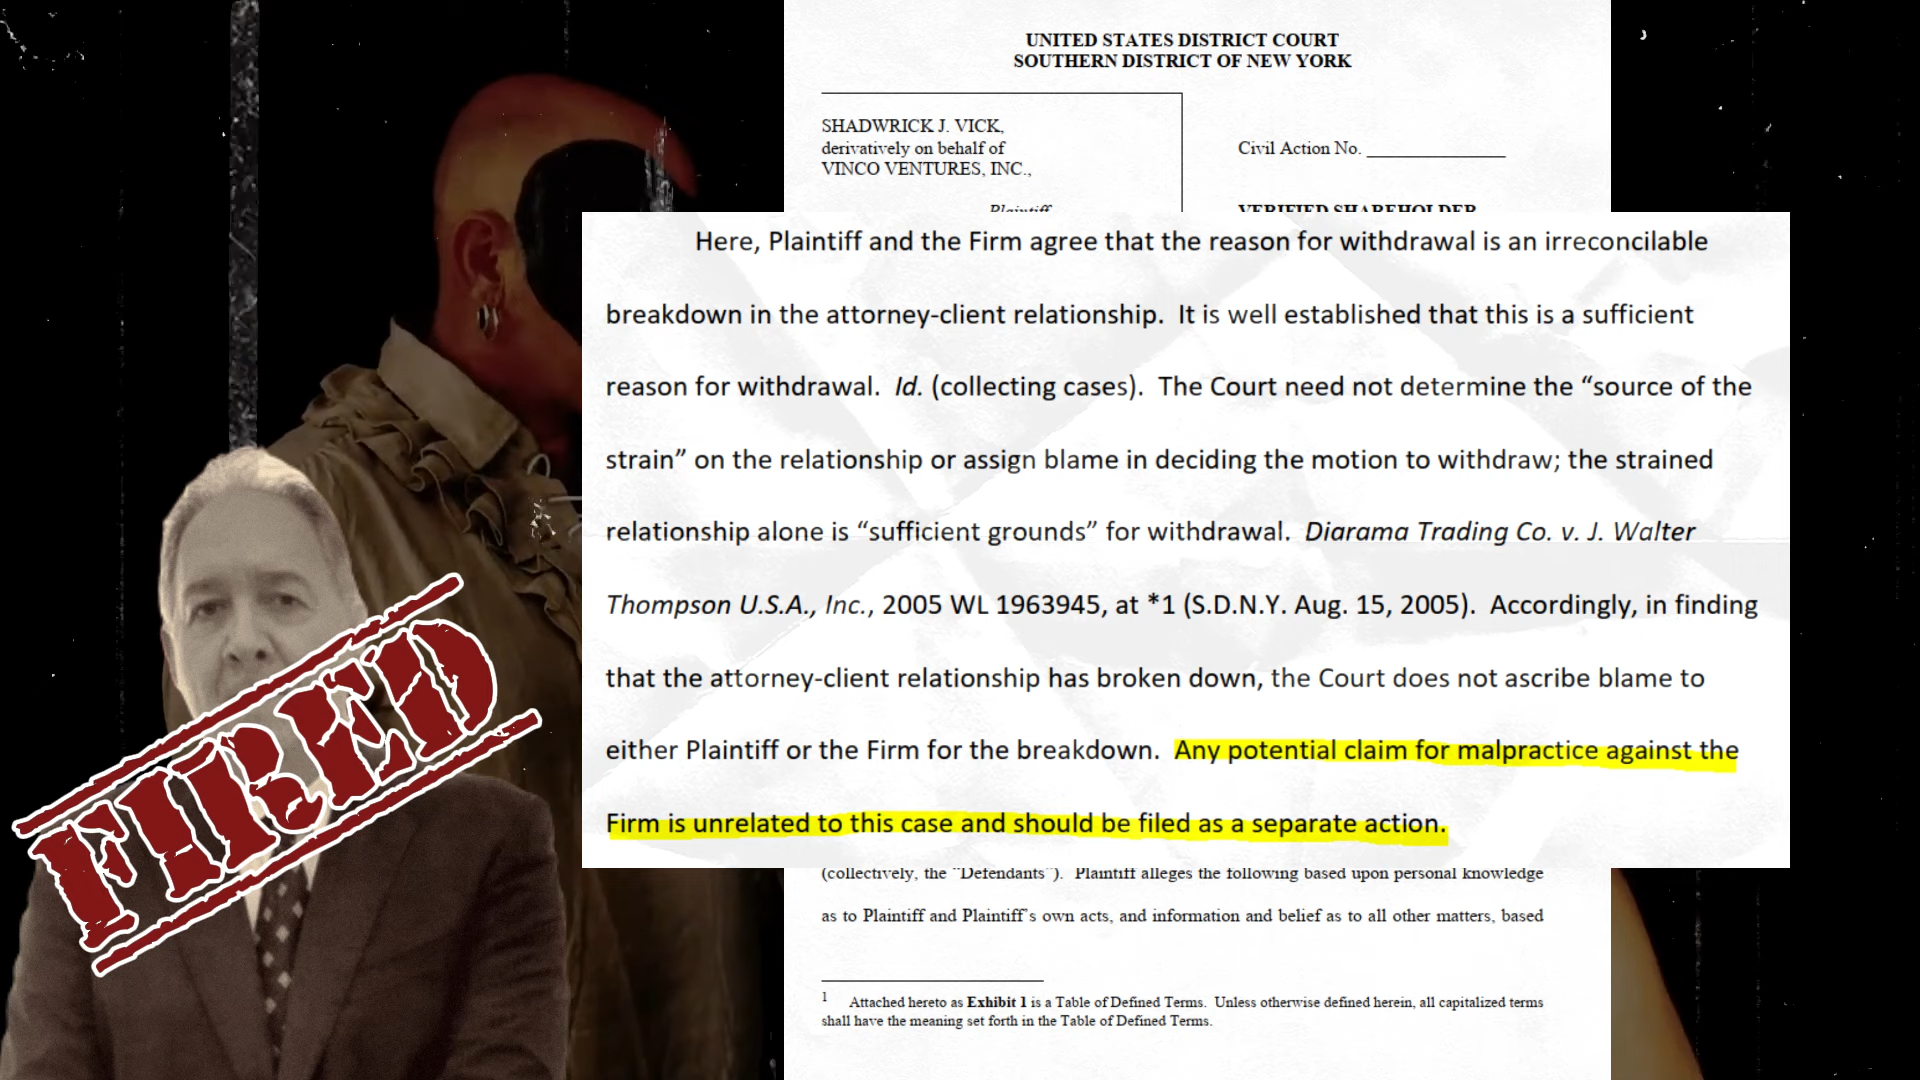 UNITED STATES DISTRICT COURT
SOUTHERN DISTRICT OF NEW YORK
SHADWRICK J. VICK,
derivatively on behalf of
VINCO VENTURES, INC.,
Plaintiff
Civil Action No.
VERIFIED SHAREHOLDER
Here, Plaintiff and the Firm agree that the reason for withdrawal is an irreconcilable
breakdown in the attorney-client relationship. It is well established that this is a sufficient
reason for withdrawal. Id. (collecting cases). The Court need not determine the “source of the
strain” on the relationship or assign blame in deciding the motion to withdraw; the strained
relationship alone is “sufficient grounds” for withdrawal. Diarama Trading Co. v. J. Walter
Thompson U.S.A., Inc., 2005 WL 1963945, at *1 (S.D.N.Y. Aug. 15, 2005). Accordingly, in finding
that the attorney-client relationship has broken down, the Court does not ascribe blame to
either Plaintiff or the Firm for the breakdown. Any potential claim for malpractice against the
Firm is unrelated to this case and should be filed as a separate action.
(collectively, the “Defendants”). Plaintiff alleges the following based upon personal knowledge
as to Plaintiff and Plaintiff’s own acts, and information and belief as to all other matters, based
1 Attached hereto as Exhibit 1 is a Table of Defined Terms. Unless otherwise defined herein, all capitalized terms
shall have the meaning set forth in the Table of Defined Terms.
FIRED